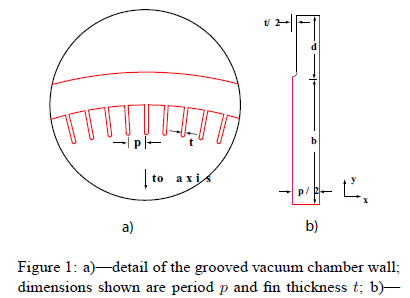 t/ 2
d
b
p
t
to axis
p/ 2
y
x
a)
b)
Figure 1: a)—detail of the grooved vacuum chamber wall;
dimensions shown are period p and fin thickness t; b)—